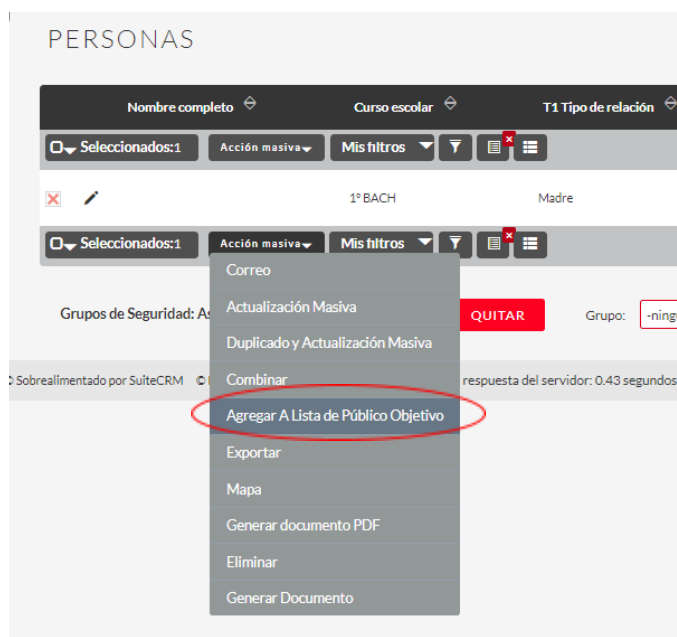 PERSONAS
Nombre completo Curso escolar T1 Tipo de relación
Seleccionados:1 Acción masiva Mis filtros
1º BACH Madre
Seleccionados:1 Acción masiva Mis filtros
Correo
Grupos de Seguridad: QUITAR Grupo:
Actualización Masiva
Duplicado y Actualización Masiva
Sobrealimentado por SuiteCRM © respuesta del servidor: 0.43 segundos
Combinar
Agregar A Lista de Público Objetivo
Exportar
Mapa
Generar documento PDF
Eliminar
Generar Documento